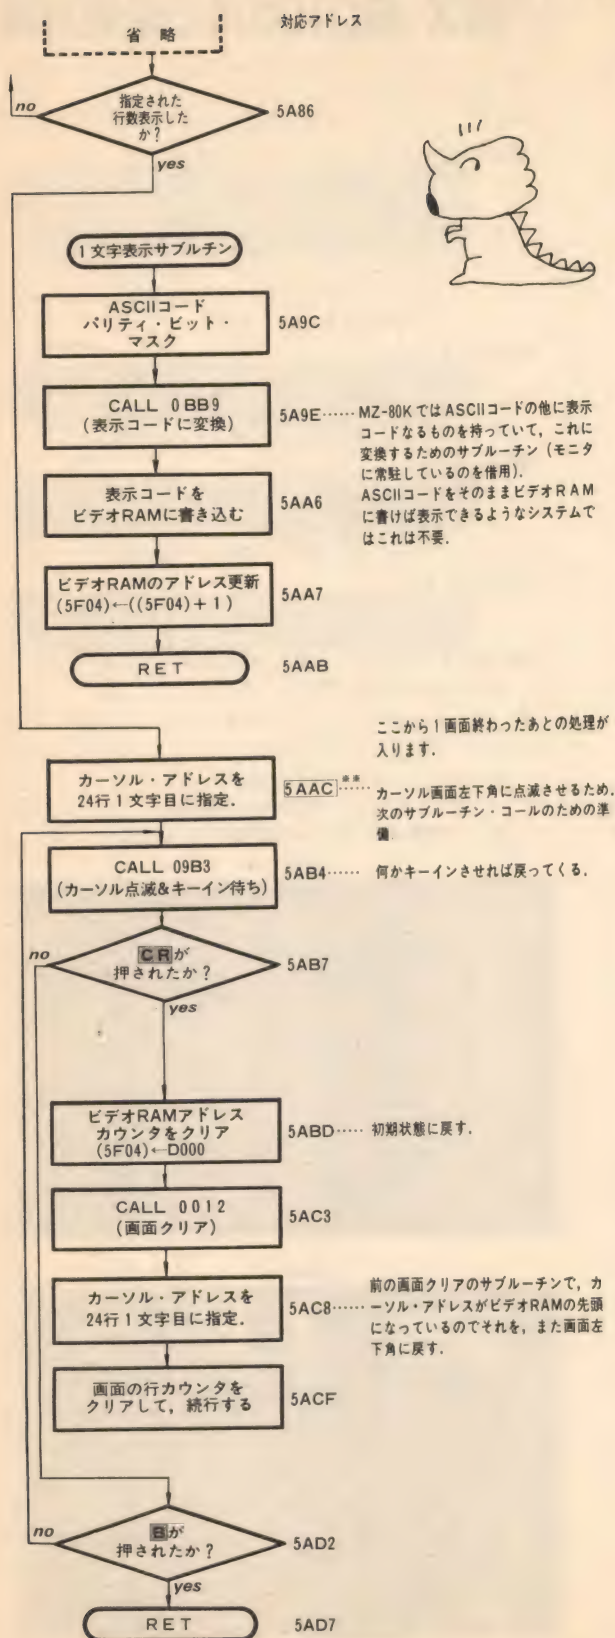 対応アドレス
省略
no
指定された
行数表示した
か?
5A86
yes
1文字表示サブルチン
ASCIIコード
パリティ・ビット・
マスク
5A9C
CALL 0BB9
(表示コードに変換)
5A9E……MZ-80KではASCIIコードの他に表示
コードなるものを持っていて,これに
変換するためのサブルーチン(モニタ
に常駐しているのを借用).
ASCIIコードをそのままビデオRAM
に書けば表示できるようなシステムで
はこれは不要.
表示コードを
ビデオRAMに書き込む
5AA6
ビデオRAMのアドレス更新
(5F04)←((5F04)+1)
5AA7
RET
5AAB
ここから1画面終わったあとの処理が
入ります.
カーソル・アドレスを
24行1文字目に指定.
5AAC※※……カーソル画面左下角に点滅させるため,
次のサブルーチン・コールのための準
備
CALL 09B3
(カーソル点滅&キーイン待ち)
5AB4……何かキーインさせれば戻ってくる.
no
CRが
押されたか?
5AB7
yes
ビデオRAMアドレス
カウンタをクリア
(5F04)←D000
5ABD……初期状態に戻す.
CALL 0012
(画面クリア)
5AC3
カーソル・アドレスを
24行1文字目に指定.
5AC8……前の画面クリアのサブルーチンで,カ
ーソル・アドレスがビデオRAMの先頭
になっているのでそれを,また画面左
下角に戻す.
画面の行カウンタを
クリアして,続行する
5ACF
no
Bが
押されたか?
5AD2
yes
RET
5AD7